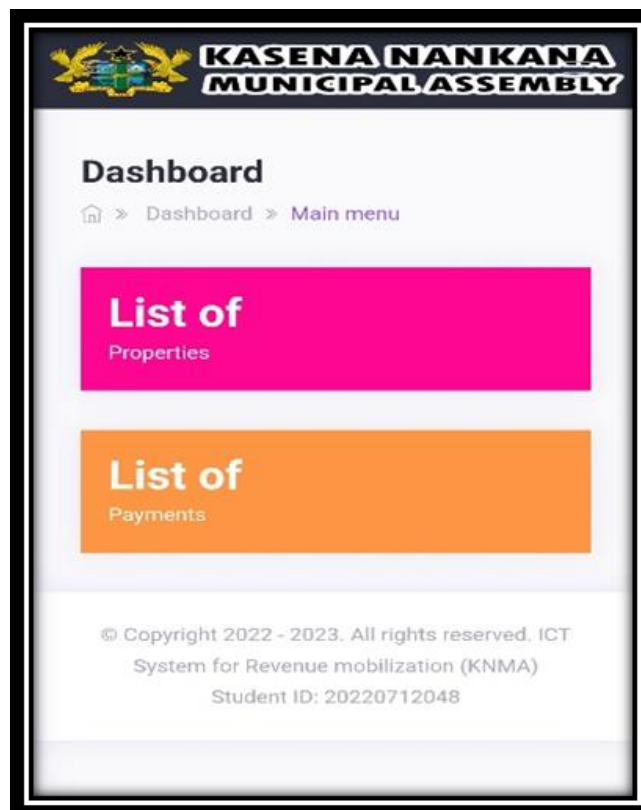 KASENA NANKANA
MUNICIPAL ASSEMBLY
Dashboard
» Dashboard » Main menu
List of
Properties
List of
Payments
© Copyright 2022 - 2023. All rights reserved. ICT
System for Revenue mobilization (KNMA)
Student ID: 20220712048